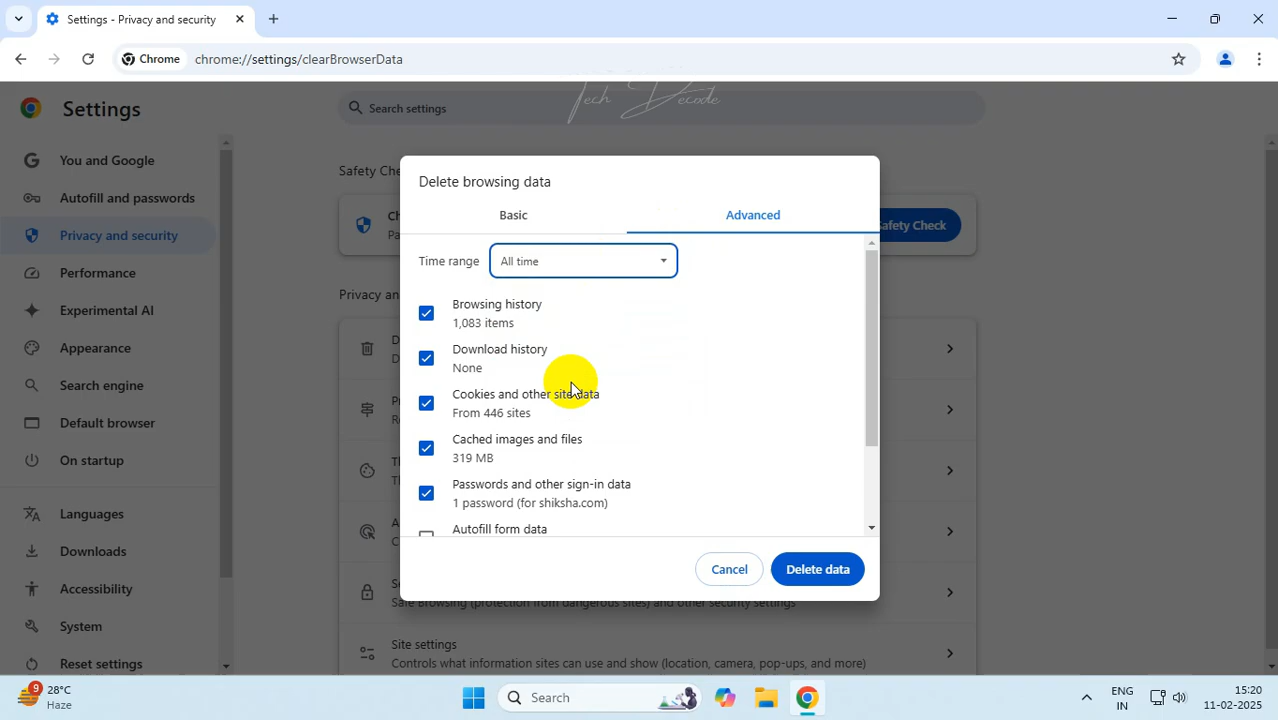 Settings - Privacy and security
Chrome
chrome://settings/clearBrowserData
Tech Decode
Settings
Search settings
You and Google
Autofill and passwords
Privacy and security
Performance
Experimental AI
Appearance
Search engine
Default browser
On startup
Languages
Downloads
Accessibility
System
Reset settings
Safety Che
Safety Check
Privacy an
Delete browsing data
Basic
Advanced
Time range
All time
Browsing history
1,083 items
Download history
None
Cookies and other site data
From 446 sites
Cached images and files
319 MB
Passwords and other sign-in data
1 password (for shiksha.com)
Autofill form data
Cancel
Delete data
Safe Browsing (protection from dangerous sites) and other security settings
Site settings
Controls what information sites can use and show (location, camera, pop-ups, and more)
9
28°C
Haze
Search
ENG
IN
15:20
11-02-2025